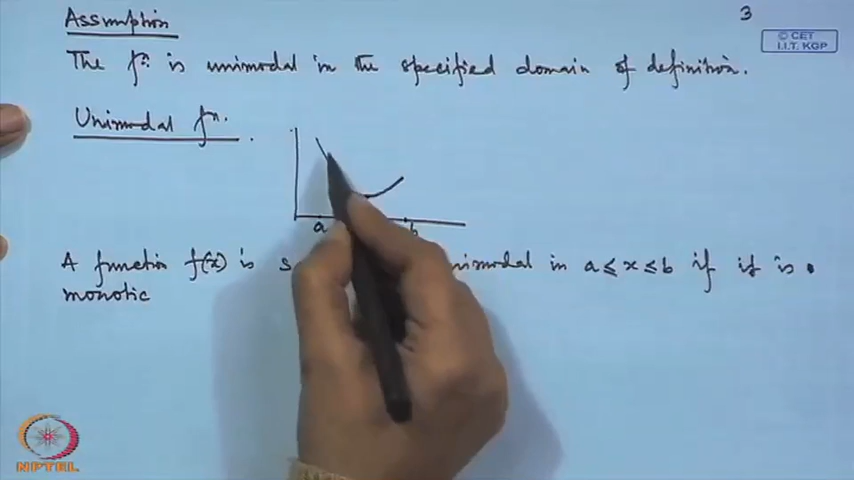 Assumption
3
© CET
I.I.T. KGP
The fn. is unimodal in the specified domain of definition.
Unimodal fn.
a b
A function f(x) is s nimodal in a ≤ x ≤ b if it is
monotic
NPTEL